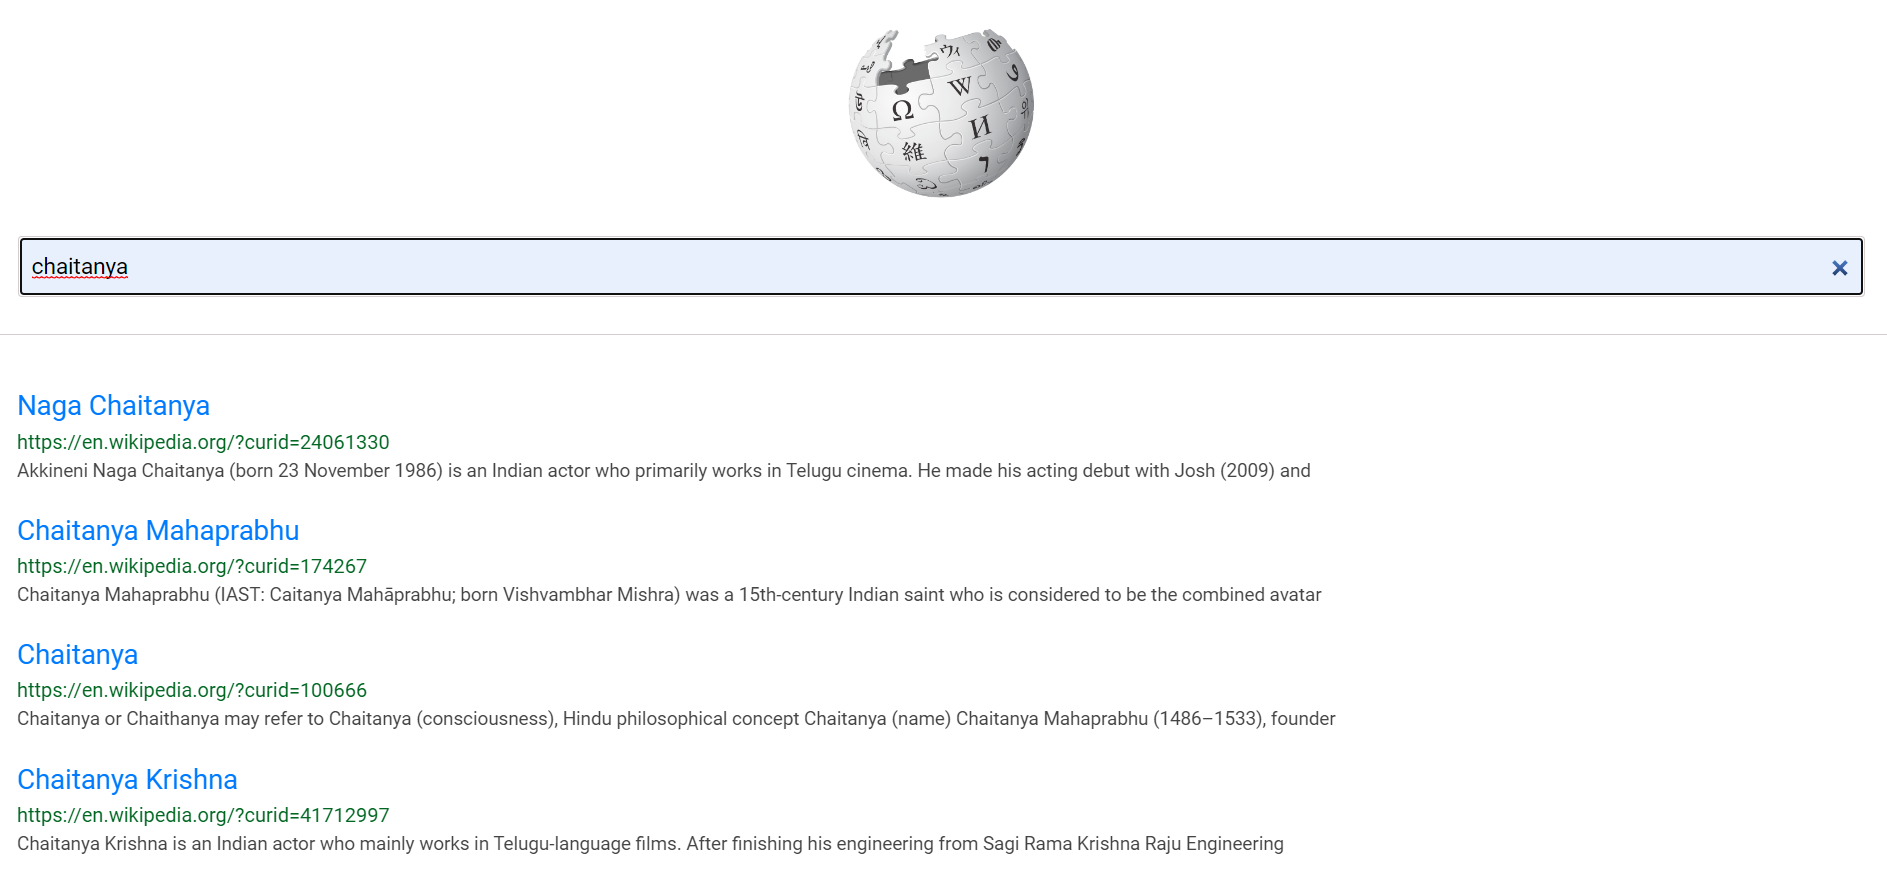 ウィ
W
Ω
И
維
7
chaitanya
Naga Chaitanya
https://en.wikipedia.org/?curid=24061330
Akkineni Naga Chaitanya (born 23 November 1986) is an Indian actor who primarily works in Telugu cinema. He made his acting debut with Josh (2009) and
Chaitanya Mahaprabhu
https://en.wikipedia.org/?curid=174267
Chaitanya Mahaprabhu (IAST: Caitanya Mahāprabhu; born Vishvambhar Mishra) was a 15th-century Indian saint who is considered to be the combined avatar
Chaitanya
https://en.wikipedia.org/?curid=100666
Chaitanya or Chaithanya may refer to Chaitanya (consciousness), Hindu philosophical concept Chaitanya (name) Chaitanya Mahaprabhu (1486–1533), founder
Chaitanya Krishna
https://en.wikipedia.org/?curid=41712997
Chaitanya Krishna is an Indian actor who mainly works in Telugu-language films. After finishing his engineering from Sagi Rama Krishna Raju Engineering